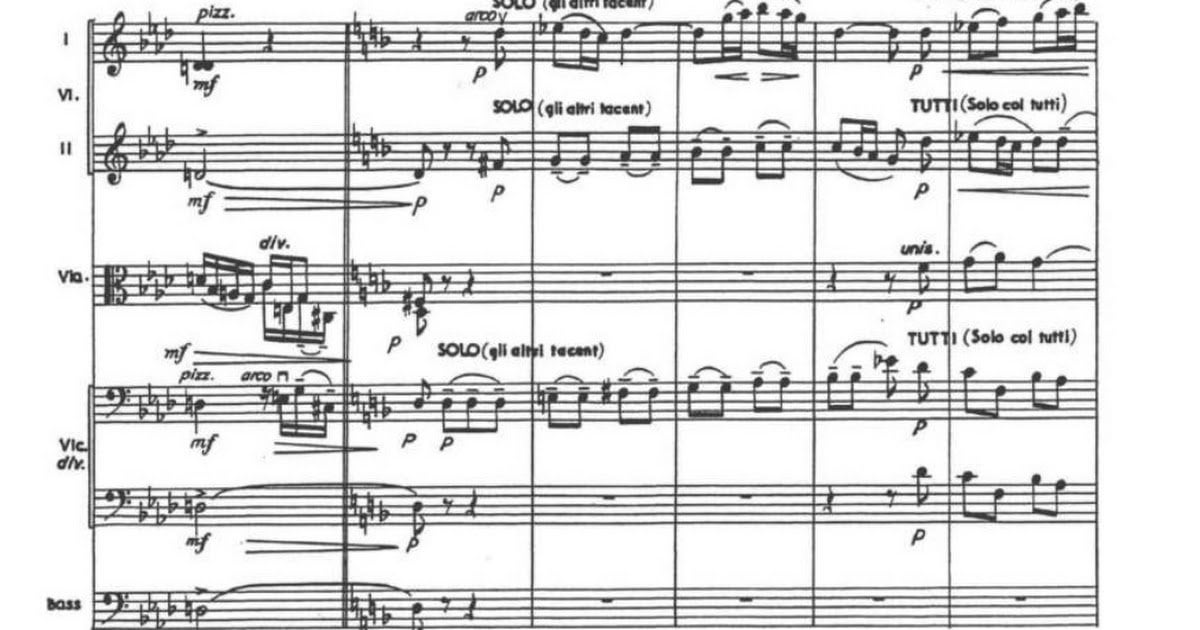 SOLO (gli altri tacent)
pizz.
arco
I
mf
p
p
Vl.
SOLO (gli altri tacent)
TUTTI (Solo col tutti)
II
mf
p
p
p
div.
unis.
Vla.
p
mf
p
SOLO (gli altri tacent)
TUTTI (Solo col tutti)
pizz.
arco
mf
p
p
p
Vlc.
div.
mf
p
p
Bass